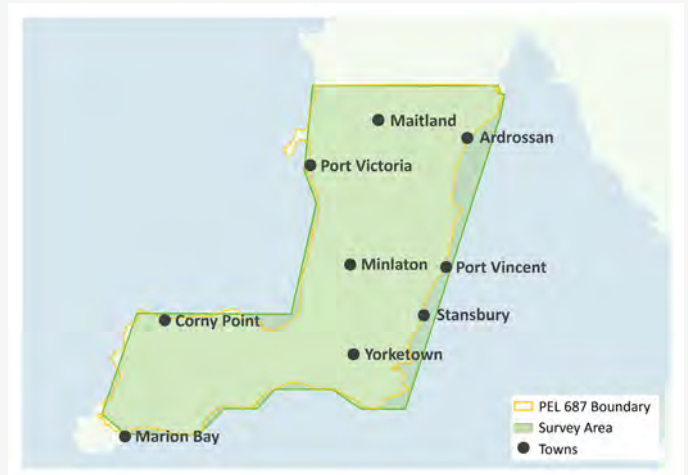 Maitland
Ardrossan
Port Victoria
Minlaton
Port Vincent
Corny Point
Stansbury
Yorketown
PEL 687 Boundary
Survey Area
Towns
Marion Bay